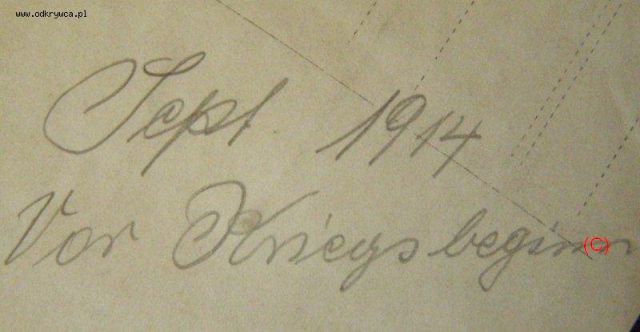 www.odkrywca.pl
Sept 1914
Vor Kriegsbeginn
(C)